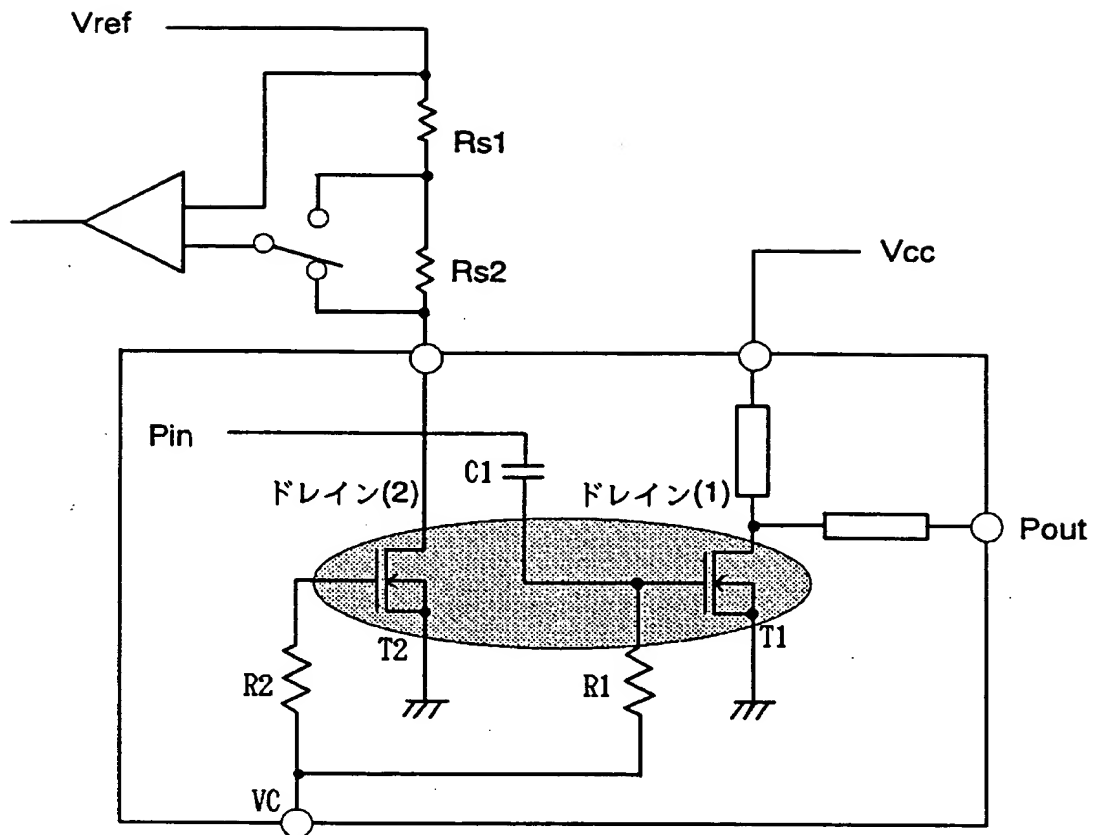 Vref
Rs1
Rs2
Vcc
Pin
C1
ドレイン(2)
ドレイン(1)
Pout
T2
T1
R2
R1
VC